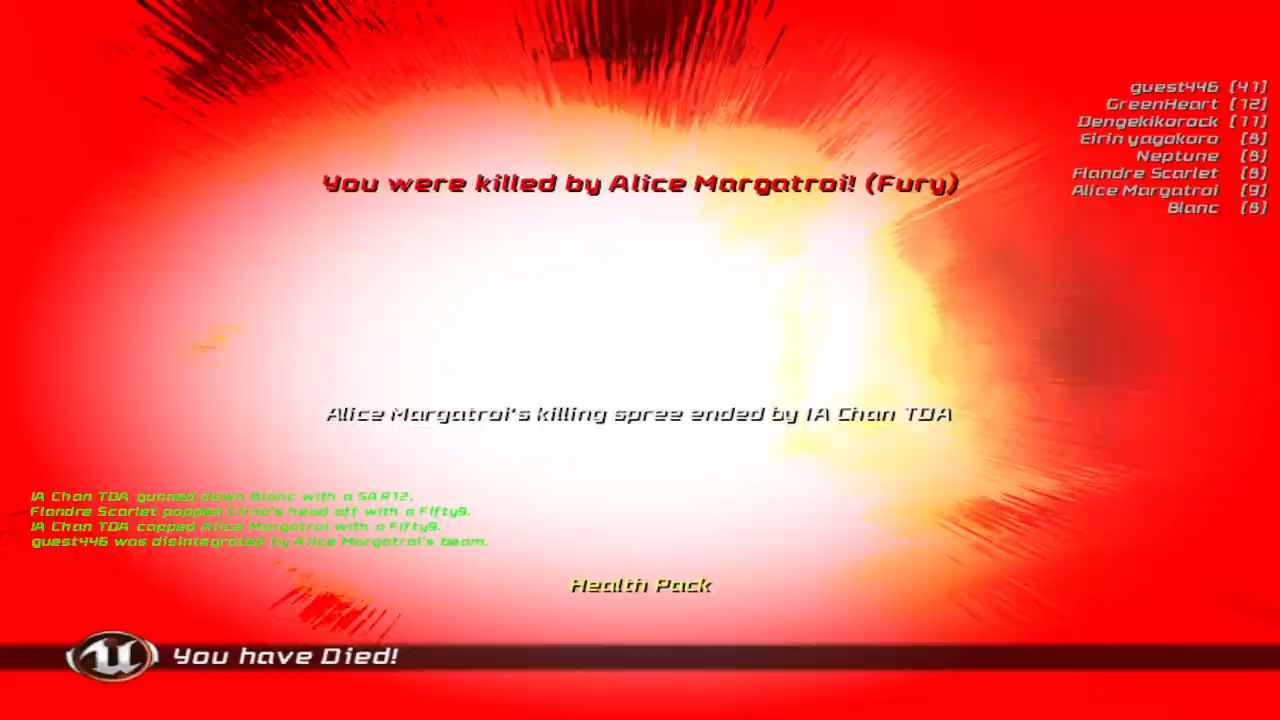 guest446 [41]
GreenHeart [12]
Dengekikarack [11]
Eirin yagokoro [8]
Neptune [8]
Flandre Scarlet [8]
Alice Margatroi [9]
Blanc [8]
You were killed by Alice Margatroi! (Fury)
Alice Margatroi's killing spree ended by IA Chan TDA
IA Chan TDA gunned down Blanc with a SAR12.
Flandre Scarlet popped Cirno's head off with a Fifty9.
IA Chan TDA capped Alice Margatroi with a Fifty9.
guest446 was disintegrated by Alice Margatroi's beam.
Health Pack
You have Died!